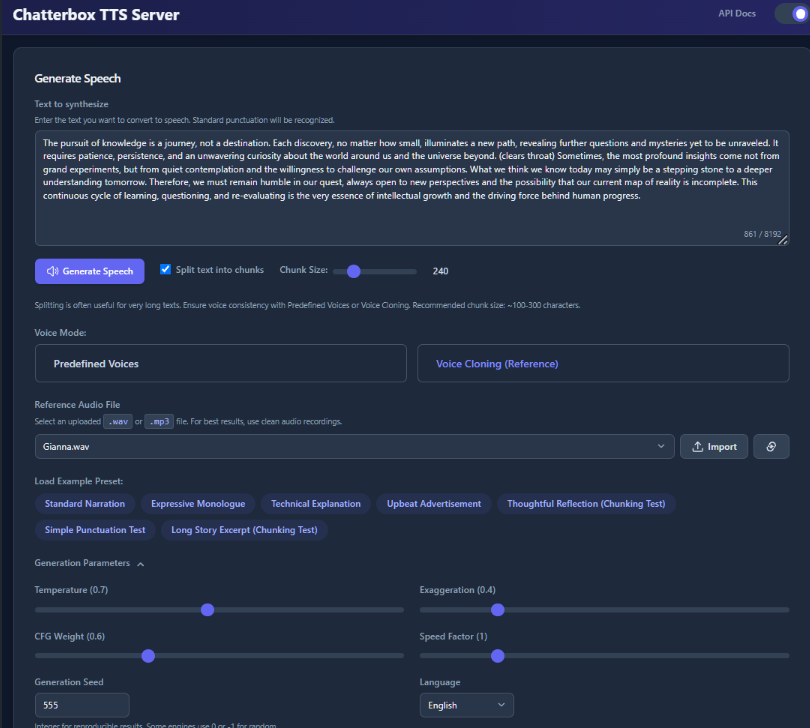 Chatterbox TTS Server
API Docs
Generate Speech
Text to synthesize
Enter the text you want to convert to speech. Standard punctuation will be recognized.
The pursuit of knowledge is a journey, not a destination. Each discovery, no matter how small, illuminates a new path, revealing further questions and mysteries yet to be unraveled. It
requires patience, persistence, and an unwavering curiosity about the world around us and the universe beyond. (clears throat) Sometimes, the most profound insights come not from
grand experiments, but from quiet contemplation and the willingness to challenge our own assumptions. What we think we know today may simply be a stepping stone to a deeper
understanding tomorrow. Therefore, we must remain humble in our quest, always open to new perspectives and the possibility that our current map of reality is incomplete. This
continuous cycle of learning, questioning, and re-evaluating is the very essence of intellectual growth and the driving force behind human progress.
861 / 8192
Generate Speech
Split text into chunks
Chunk Size:
240
Splitting is often useful for very long texts. Ensure voice consistency with Predefined Voices or Voice Cloning. Recommended chunk size: ~100-300 characters.
Voice Mode:
Predefined Voices
Voice Cloning (Reference)
Reference Audio File
Select an uploaded .wav or .mp3 file. For best results, use clean audio recordings.
Gianna.wav
Import
Load Example Preset:
Standard Narration
Expressive Monologue
Technical Explanation
Upbeat Advertisement
Thoughtful Reflection (Chunking Test)
Simple Punctuation Test
Long Story Excerpt (Chunking Test)
Generation Parameters
Temperature (0.7)
Exaggeration (0.4)
CFG Weight (0.6)
Speed Factor (1)
Generation Seed
Language
555
English
Integer for reproducible results. Some engines use 0 or -1 for random.